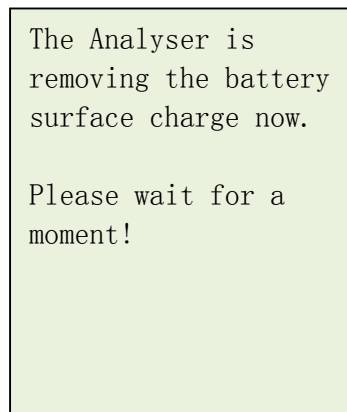 The Analyser is
removing the battery
surface charge now.
Please wait for a
moment!